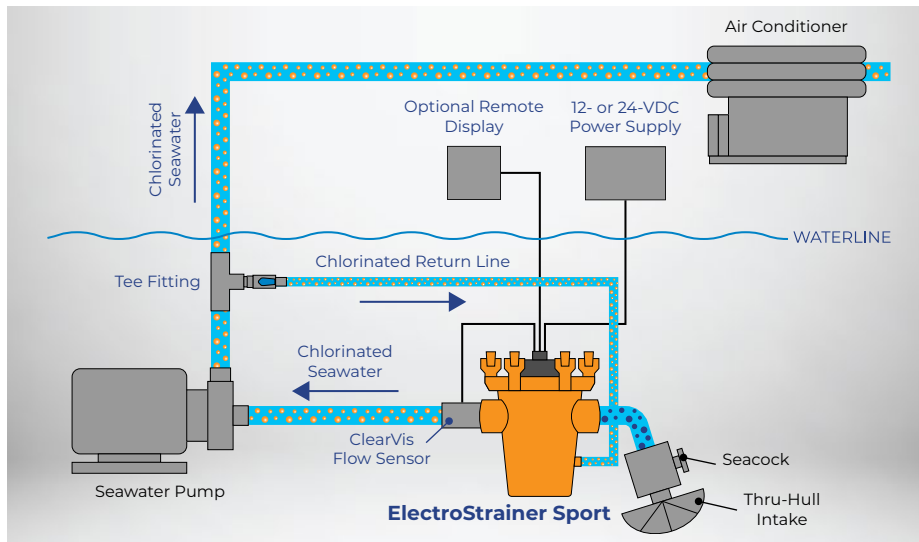 Air Conditioner
Optional Remote
Display
12- or 24-VDC
Power Supply
Chlorinated
Seawater
WATERLINE
Tee Fitting
Chlorinated Return Line
Chlorinated
Seawater
ClearVis
Flow Sensor
Seawater Pump
ElectroStrainer Sport
Seacock
Thru-Hull
Intake